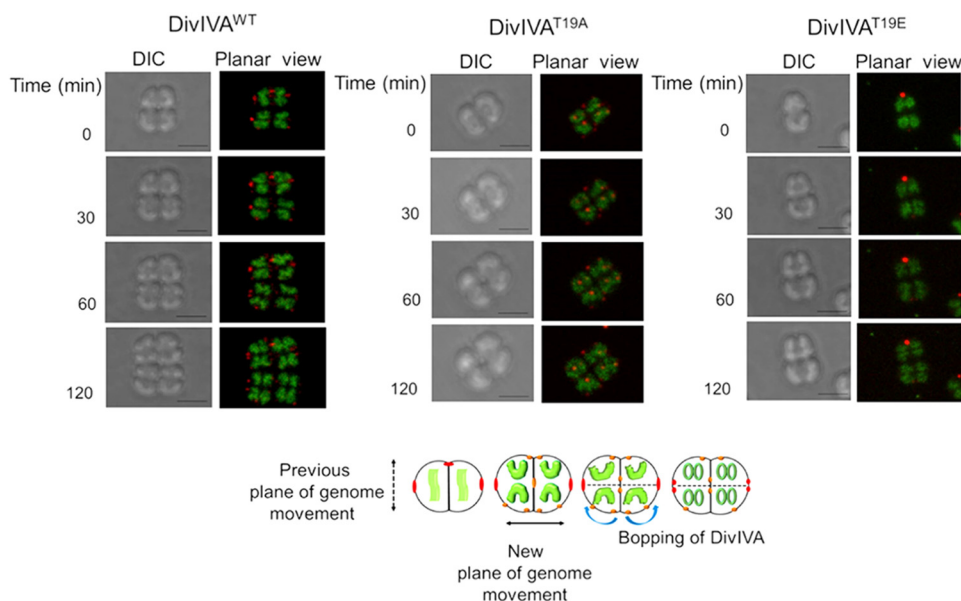 DivIVAᵂᵀ
DIC Planar view
Time (min)
0
30
60
120
DivIVAᵀ¹⁹ᴬ
DIC Planar view
Time (min)
0
30
60
120
DivIVAᵀ¹⁹ᴱ
DIC Planar view
Time (min)
0
30
60
120
Previous
plane of genome
movement
New
plane of genome
movement
Bopping of DivIVA